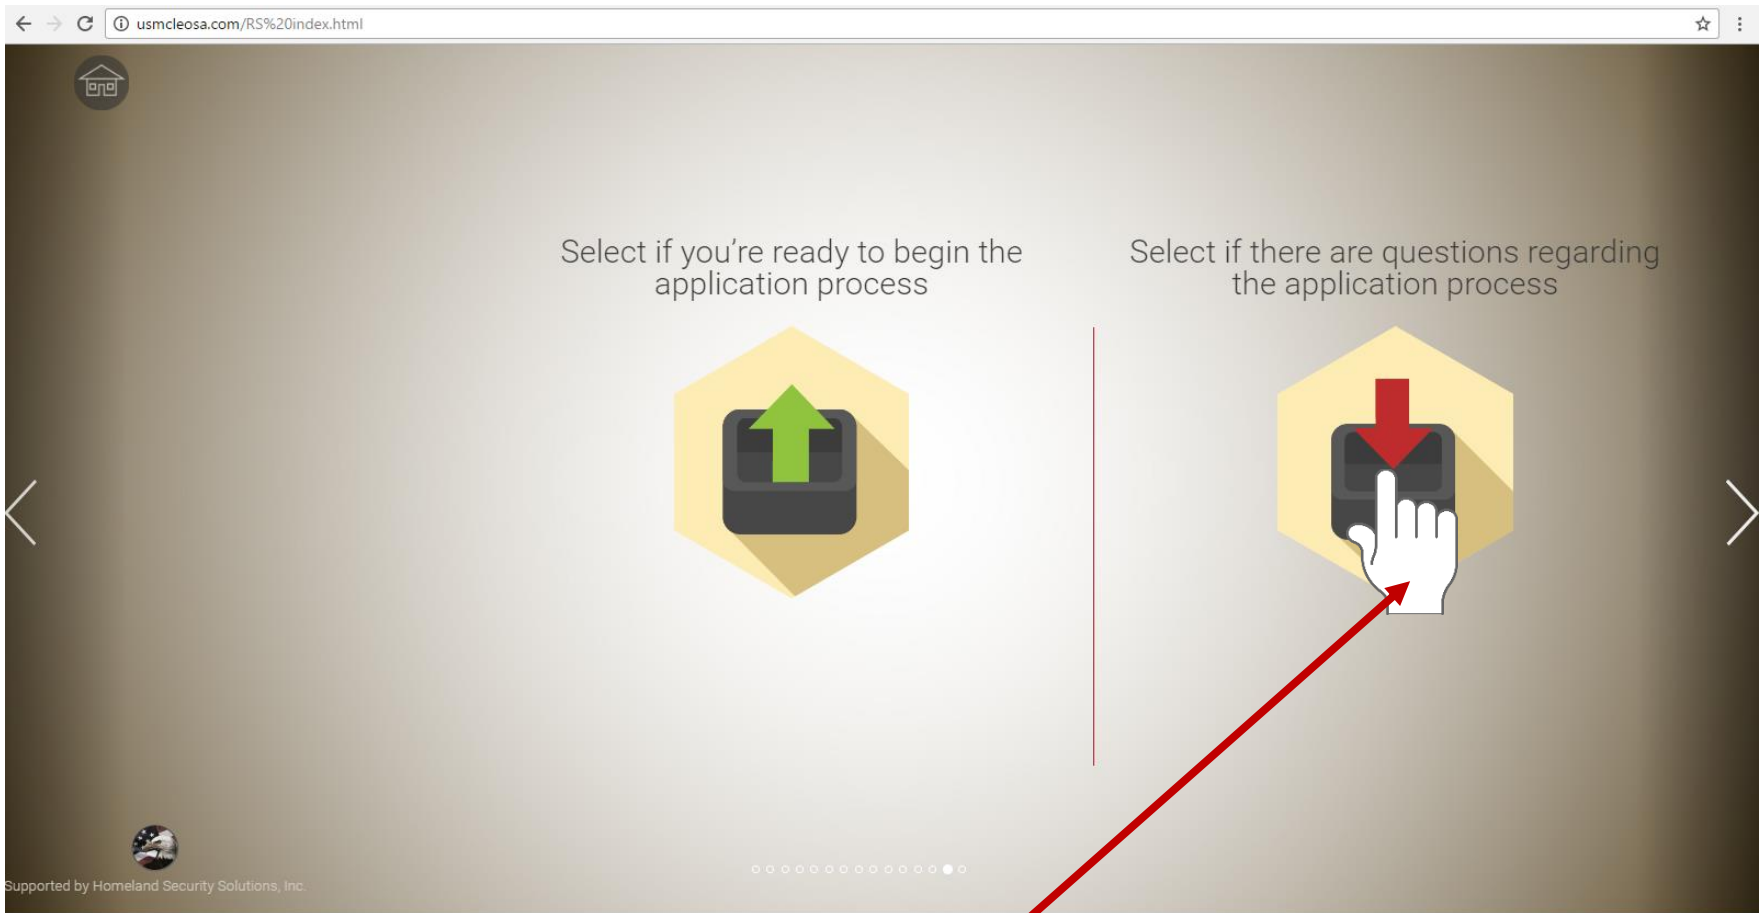 usmcleosa.com/RS%20index.html
Select if you're ready to begin the
application process
Select if there are questions regarding
the application process
Supported by Homeland Security Solutions, Inc.